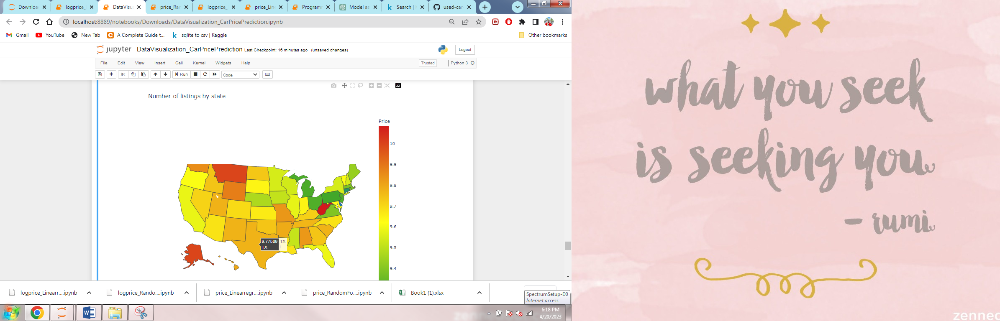 Downloa
logprice_
DataVisu
price_Rar
logprice_
price_Lin
Program
Model as
Search |
used-car
localhost:8889/notebooks/Downloads/DataVisualization_CarPricePrediction.ipynb
Gmail
YouTube
New Tab
A Complete Guide t...
sqlite to csv | Kaggle
Other bookmarks
jupyter
DataVisualization_CarPricePrediction Last Checkpoint: 16 minutes ago (unsaved changes)
Logout
File Edit View Insert Cell Kernel Widgets Help
Trusted
Python 3
Run
Code
Number of listings by state
Price
10
9.9
9.8
9.7
9.6
9.5
9.4
9.77509 TX
TX
logprice_Linearr....ipynb
logprice_Rando....ipynb
price_Linearregr....ipynb
price_RandomFo....ipynb
Book1 (1).xlsx
SpectrumSetup-D0
Internet access
6:18 PM
4/20/2023
what you seek
is seeking you.
- rumi.
zenned